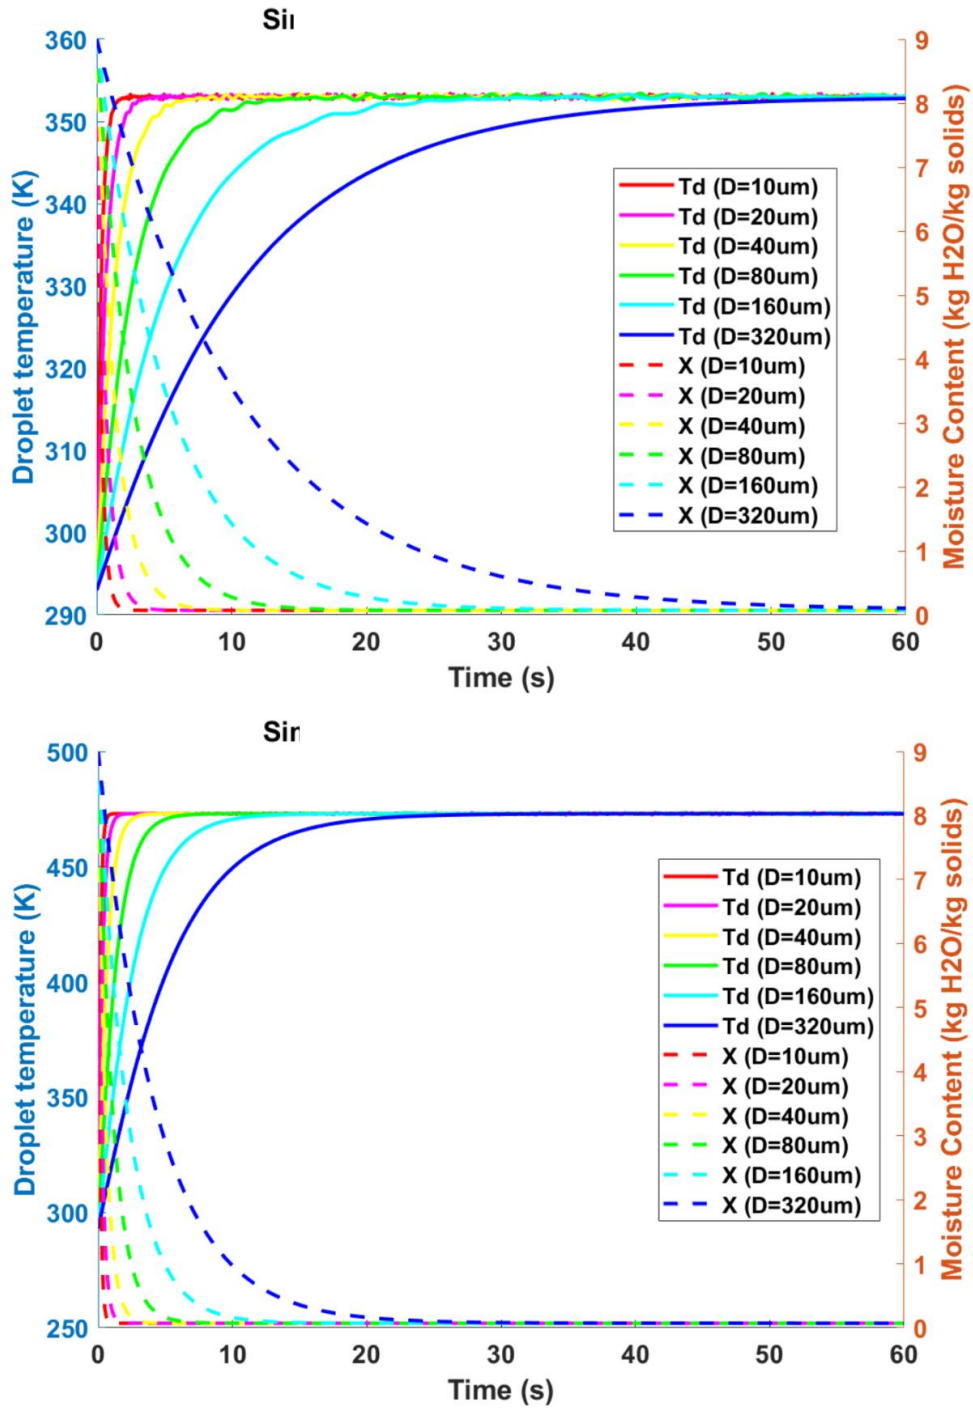 360
350
340
330
320
310
300
290
Droplet temperature (K)
9
8
7
6
5
4
3
2
1
0
Moisture Content (kg H2O/kg solids)
Td (D=10um)
Td (D=20um)
Td (D=40um)
Td (D=80um)
Td (D=160um)
Td (D=320um)
X (D=10um)
X (D=20um)
X (D=40um)
X (D=80um)
X (D=160um)
X (D=320um)
0 10 20 30 40 50 60
Time (s)
500
450
400
350
300
250
Droplet temperature (K)
9
8
7
6
5
4
3
2
1
0
Moisture Content (kg H2O/kg solids)
Td (D=10um)
Td (D=20um)
Td (D=40um)
Td (D=80um)
Td (D=160um)
Td (D=320um)
X (D=10um)
X (D=20um)
X (D=40um)
X (D=80um)
X (D=160um)
X (D=320um)
0 10 20 30 40 50 60
Time (s)